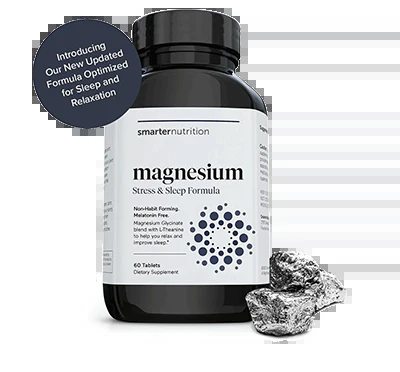 Introducing
Our New Updated
Formula Optimized
for Sleep and
Relaxation
smarternutrition
magnesium
Stress & Sleep Formula
Non-Habit Forming.
Melatonin Free.
Magnesium Glycinate
blend with L-Theanine
to help you relax and
improve sleep.*
60 Tablets
Dietary Supplement